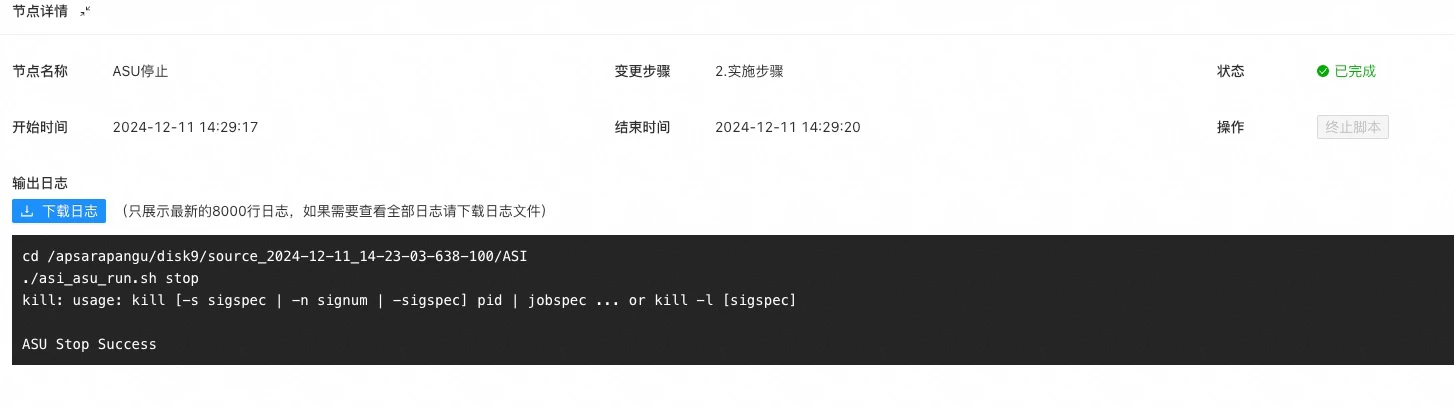 节点详情
节点名称 ASU停止 变更步骤 2.实施步骤 状态 已完成
开始时间 2024-12-11 14:29:17 结束时间 2024-12-11 14:29:20 操作 终止脚本
输出日志
下载日志 （只展示最新的8000行日志，如果需要查看全部日志请下载日志文件）
cd /apsarapangu/disk9/source_2024-12-11_14-23-03-638-100/ASI
./asi_asu_run.sh stop
kill: usage: kill [-s sigspec | -n signum | -sigspec] pid | jobspec ... or kill -l [sigspec]
ASU Stop Success